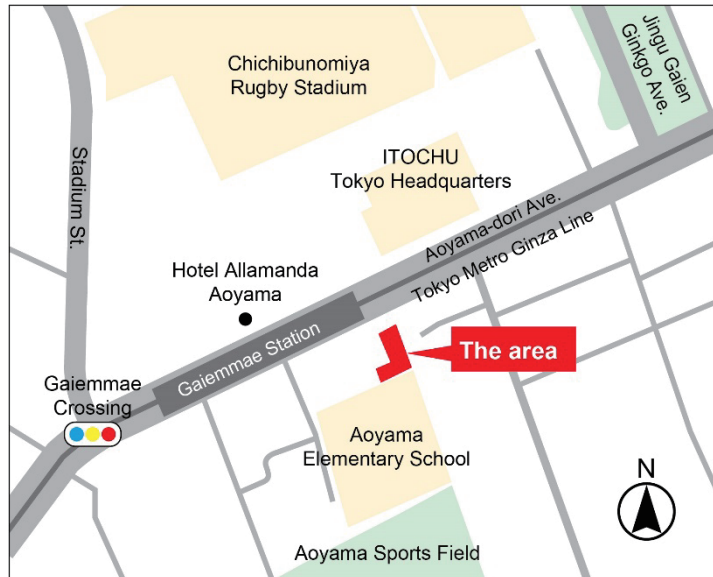 Chichibunomiya
Rugby Stadium
Jingu Gaien
Ginkgo Ave.
Stadium St.
ITOCHU
Tokyo Headquarters
Aoyama-dori Ave.
Tokyo Metro Ginza Line
Hotel Allamanda
Aoyama
Gaiemmae Station
The area
Gaiemmae
Crossing
Aoyama
Elementary School
N
Aoyama Sports Field